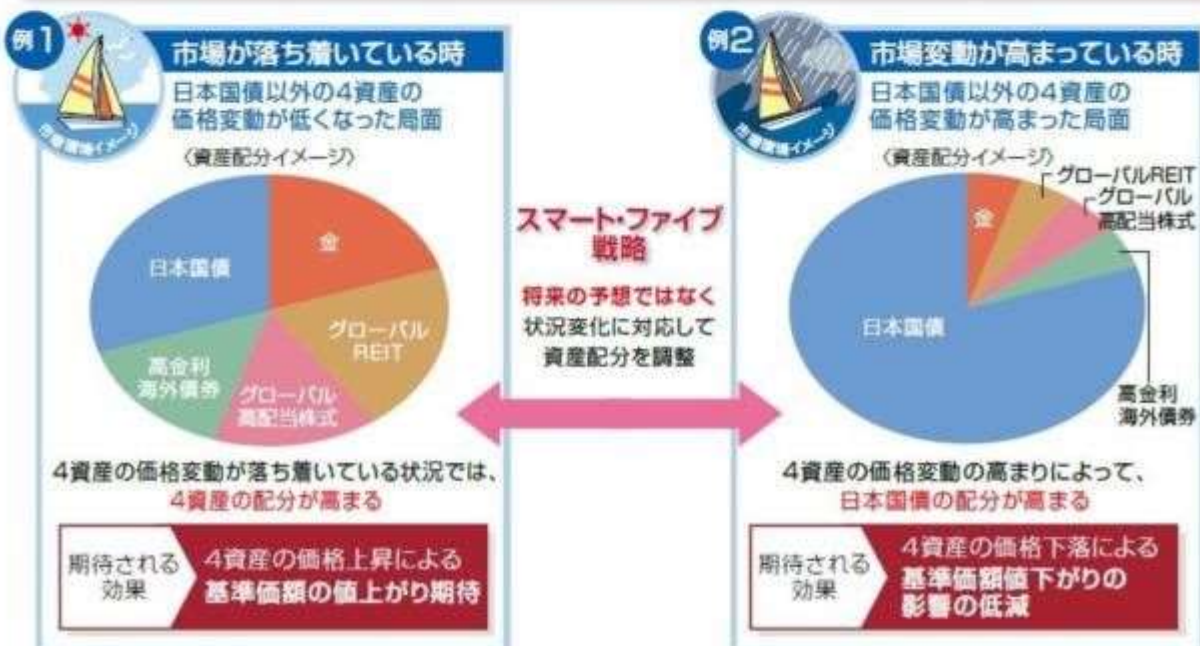 例1
市場が落ち着いている時
日本国債以外の4資産の
価格変動が低くなった局面
市場環境イメージ
〈資産配分イメージ〉
金
日本国債
グローバル
REIT
高金利
海外債券
グローバル
高配当株式
4資産の価格変動が落ち着いている状況では、
4資産の配分が高まる
期待される
効果
4資産の価格上昇による
基準価額の値上がり期待
スマート・ファイブ
戦略
将来の予想ではなく
状況変化に対応して
資産配分を調整
例2
市場変動が高まっている時
日本国債以外の4資産の
価格変動が高まった局面
市場環境イメージ
〈資産配分イメージ〉
グローバルREIT
グローバル
高配当株式
金
日本国債
高金利
海外債券
4資産の価格変動の高まりによって、
日本国債の配分が高まる
期待される
効果
4資産の価格下落による
基準価額値下がりの
影響の低減